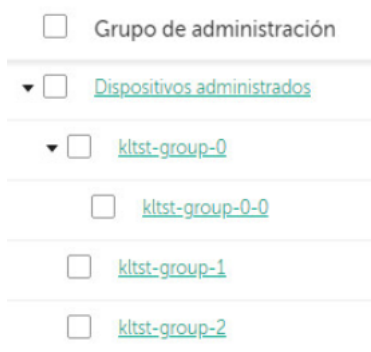 Grupo de administración
Dispositivos administrados
kltst-group-0
kltst-group-0-0
kltst-group-1
kltst-group-2